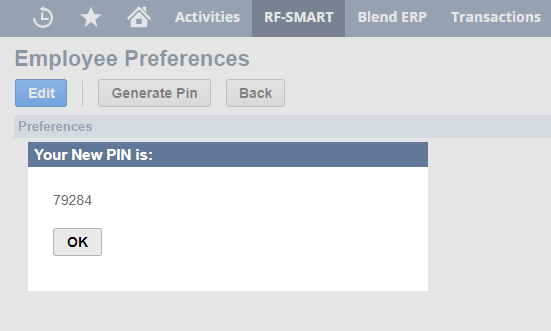 Activities RF-SMART Blend ERP Transactions
Employee Preferences
Edit Generate Pin Back
Preferences
Your New PIN is:
79284
OK